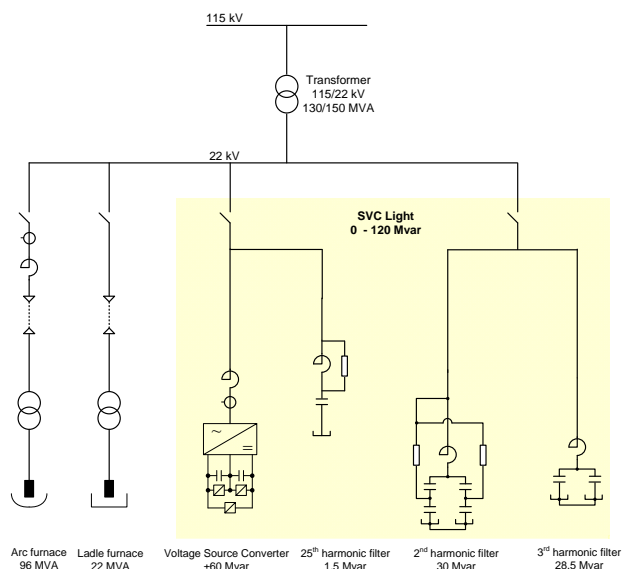 115 kV
Transformer
115/22 kV
130/150 MVA
22 kV
SVC Light
0 - 120 Mvar
~
=
Arc furnace
96 MVA
Ladle furnace
22 MVA
Voltage Source Converter
±60 Mvar
25th harmonic filter
1.5 Mvar
2nd harmonic filter
30 Mvar
3rd harmonic filter
28.5 Mvar